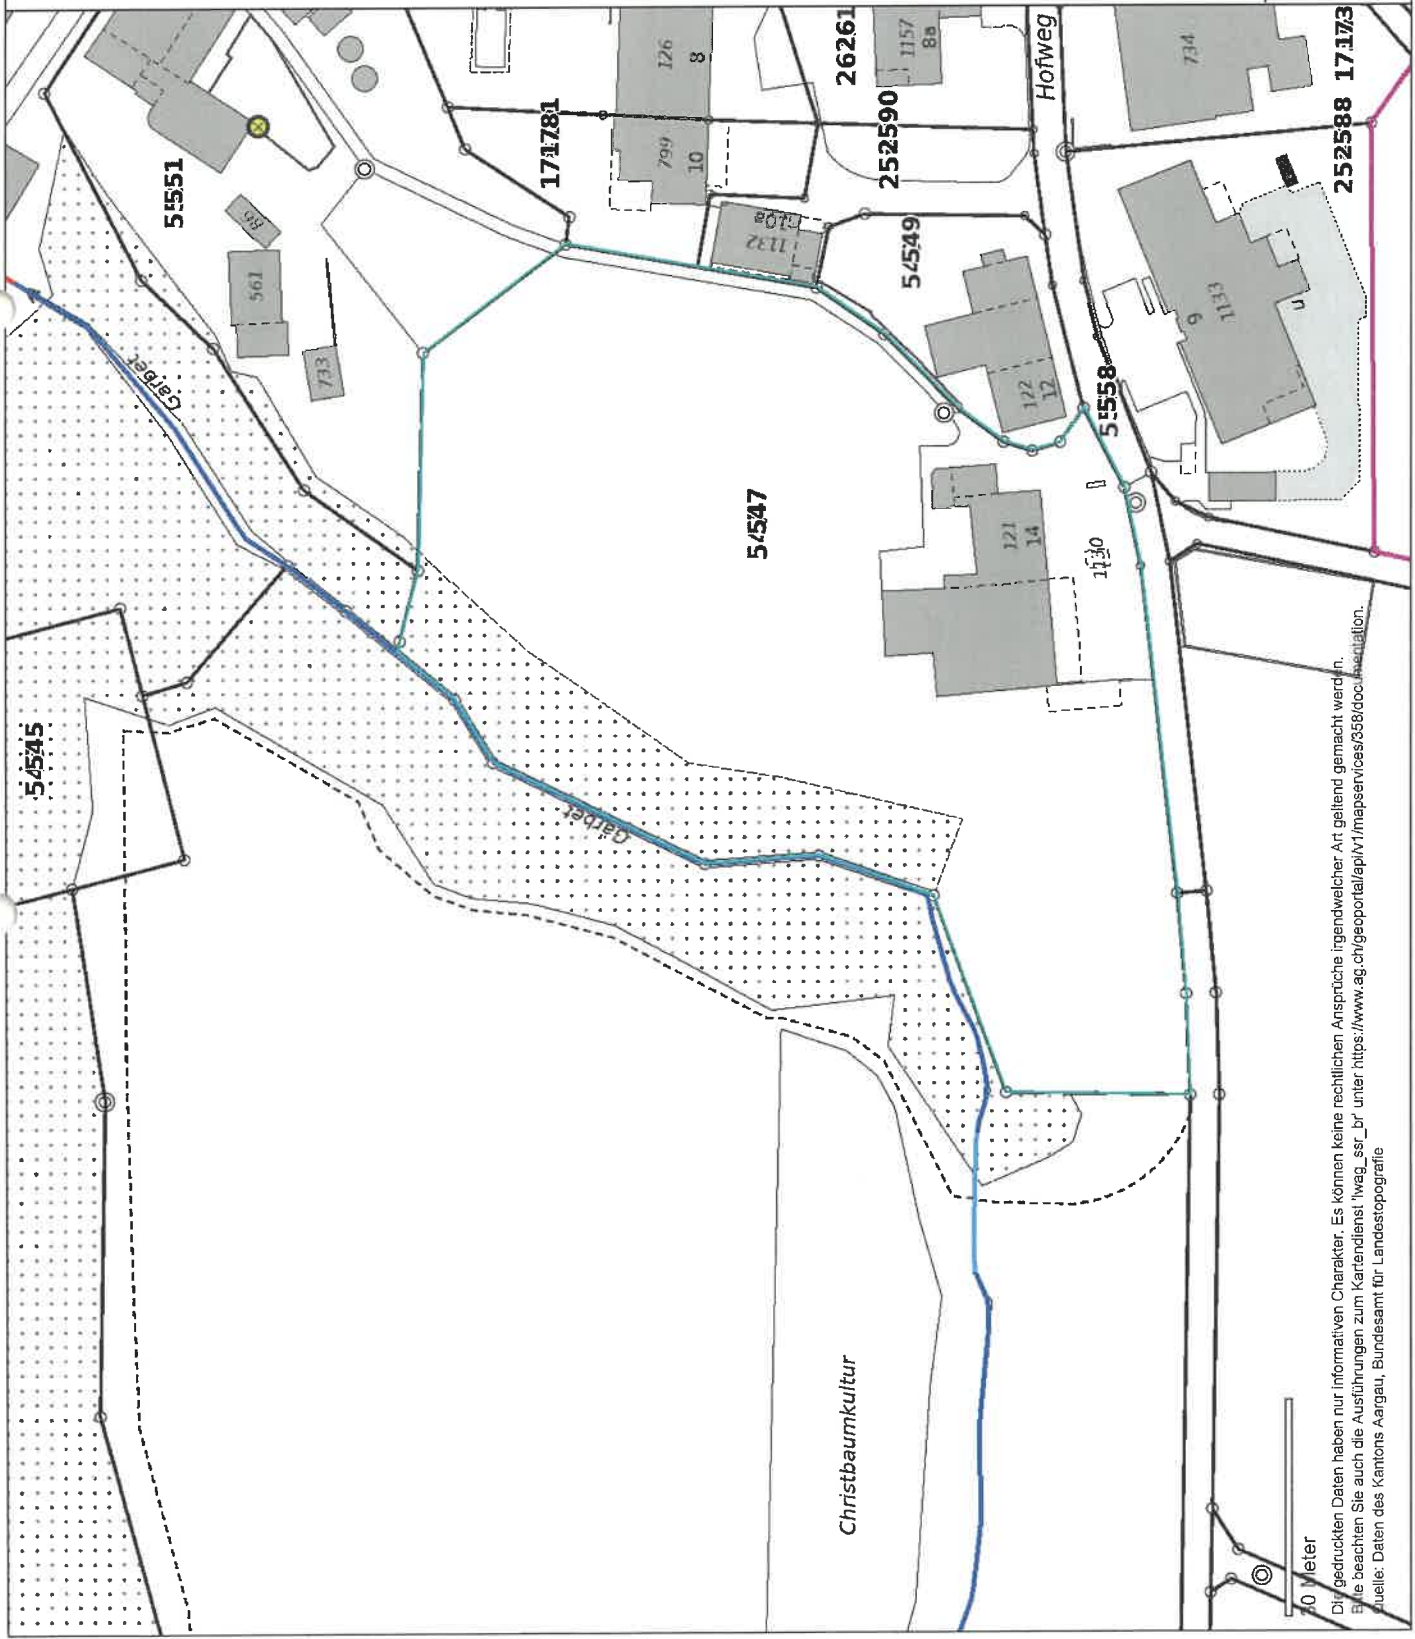 54545
Garbet
5551
86
561
733
171781
Garbet
126
8
799
10
54547
1132
10a
Christbaumkultur
26261
252590
1157
8a
54549
122
12
121
14
Hofweg
1130
5558
734
9
1133
252588
17173
50 Meter
Die gedruckten Daten haben nur informativen Charakter. Es können keine rechtlichen Ansprüche irgendwelcher Art geltend gemacht werden.
Bitte beachten Sie auch die Ausführungen zum Kartendienst 'lwag_ssr_br' unter https://www.ag.ch/geoportal/api/v1/mapservices/358/documentation.
Quelle: Daten des Kantons Aargau, Bundesamt für Landestopografie